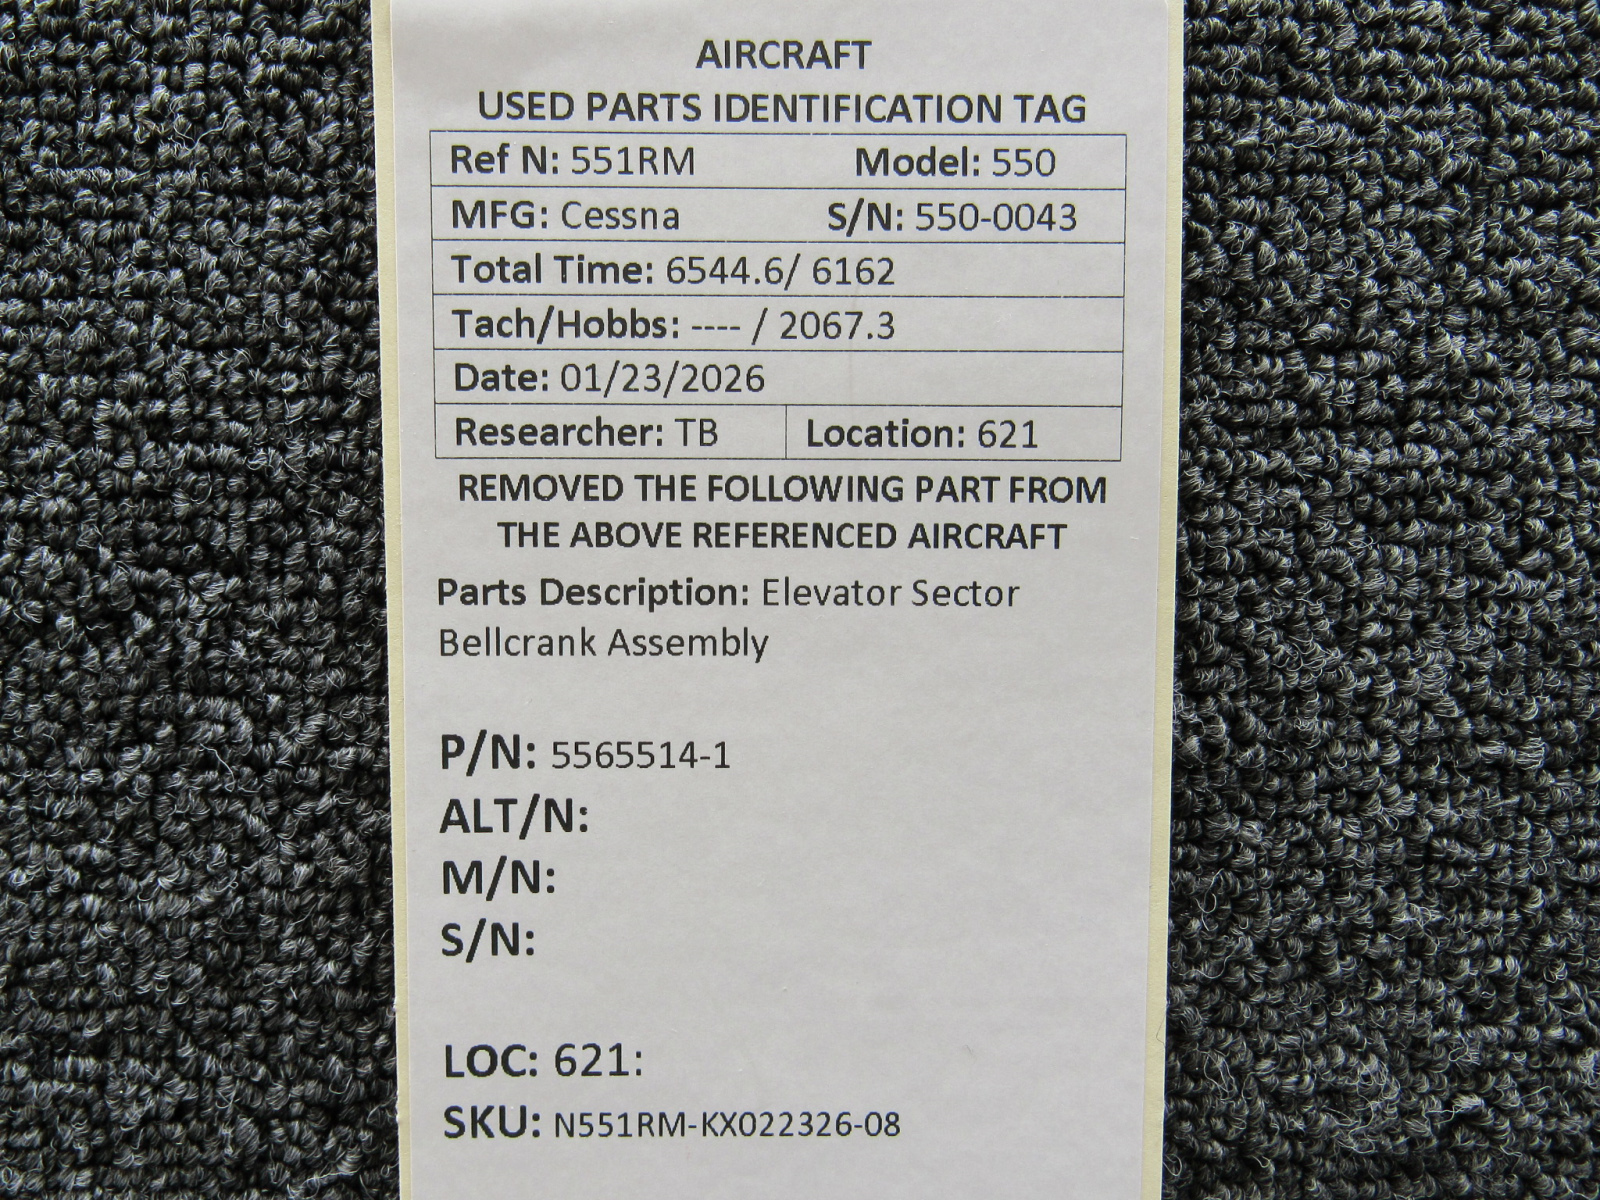 AIRCRAFT
USED PARTS IDENTIFICATION TAG
Ref N: 551RM Model: 550
MFG: Cessna S/N: 550-0043
Total Time: 6544.6/ 6162
Tach/Hobbs: ---- / 2067.3
Date: 01/23/2026
Researcher: TB Location: 621
REMOVED THE FOLLOWING PART FROM
THE ABOVE REFERENCED AIRCRAFT
Parts Description: Elevator Sector
Bellcrank Assembly
P/N: 5565514-1
ALT/N:
M/N:
S/N:
LOC: 621:
SKU: N551RM-KX022326-08